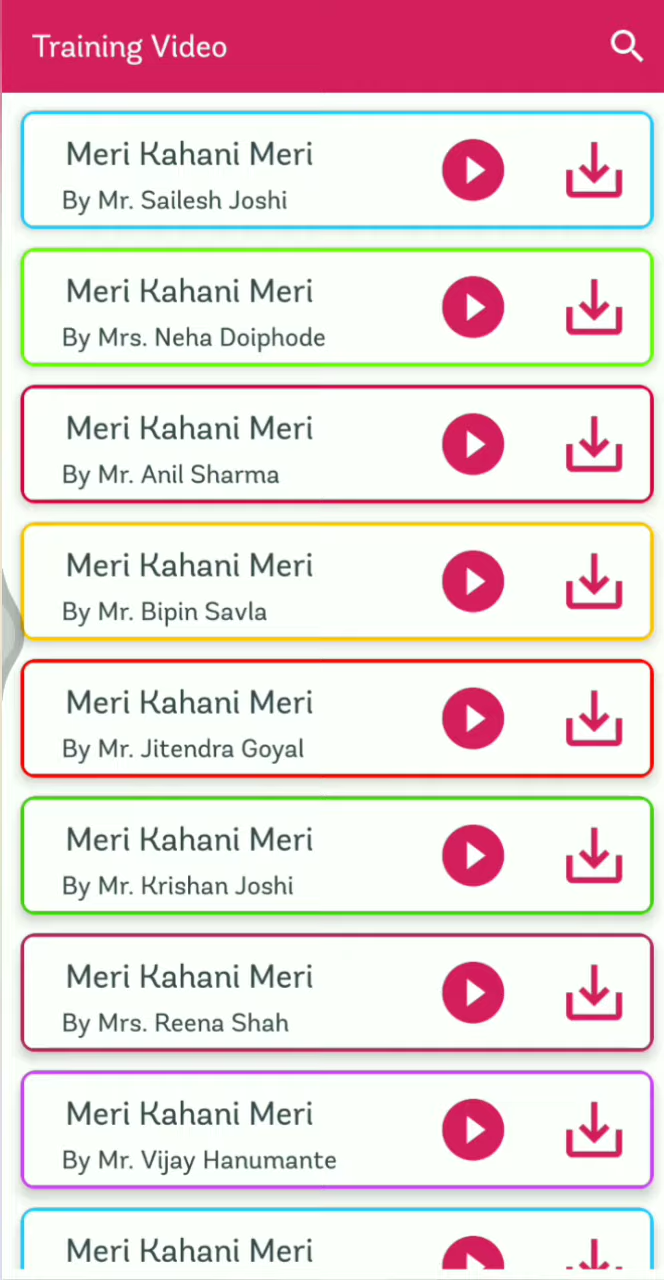 Training Video
Meri Kahani Meri
By Mr. Sailesh Joshi
Meri Kahani Meri
By Mrs. Neha Doiphode
Meri Kahani Meri
By Mr. Anil Sharma
Meri Kahani Meri
By Mr. Bipin Savla
Meri Kahani Meri
By Mr. Jitendra Goyal
Meri Kahani Meri
By Mr. Krishan Joshi
Meri Kahani Meri
By Mrs. Reena Shah
Meri Kahani Meri
By Mr. Vijay Hanumante
Meri Kahani Meri